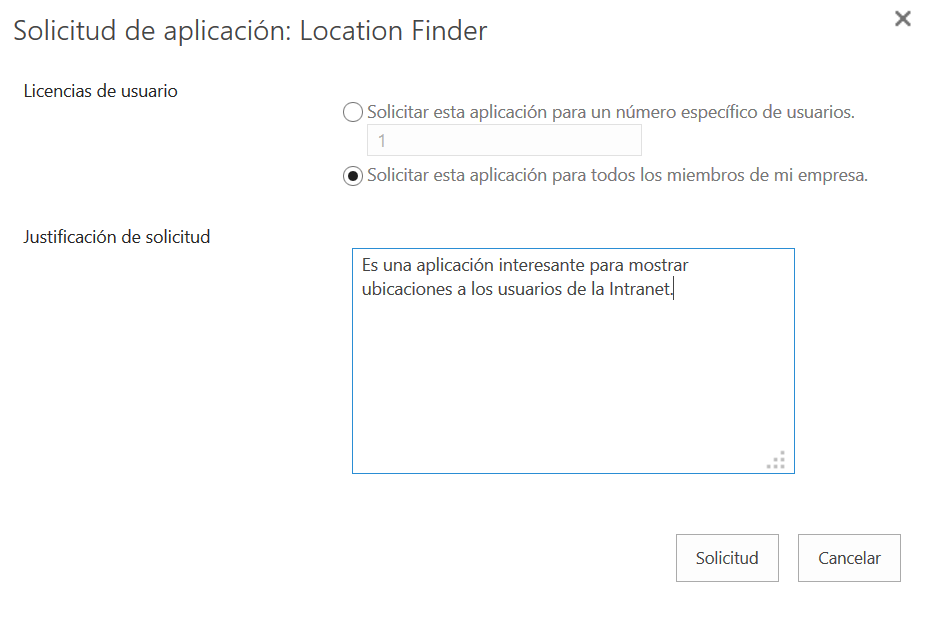 Solicitud de aplicación: Location Finder
Licencias de usuario
Solicitar esta aplicación para un número específico de usuarios.
1
Solicitar esta aplicación para todos los miembros de mi empresa.
Justificación de solicitud
Es una aplicación interesante para mostrar
ubicaciones a los usuarios de la Intranet.
Solicitud
Cancelar